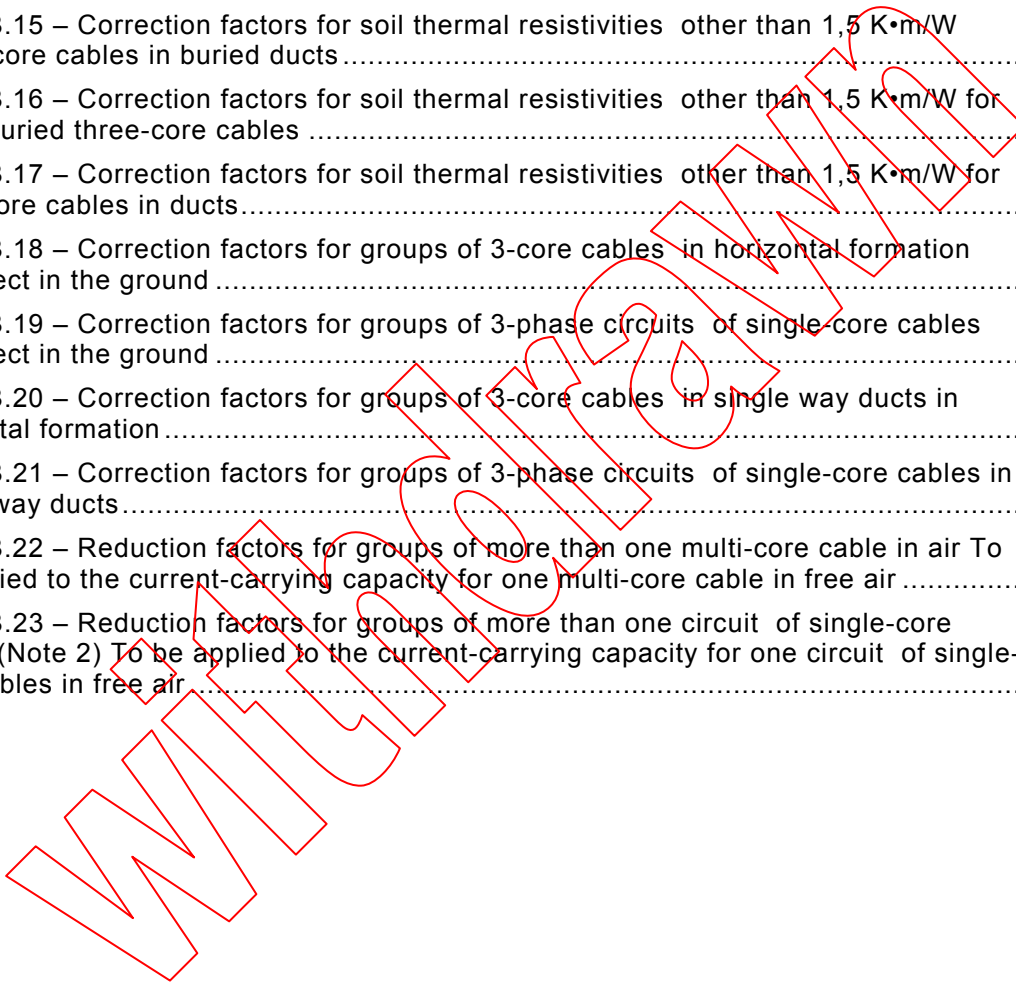 3.15 – Correction factors for soil thermal resistivities other than 1,5 K•m/W
core cables in buried ducts.....................................................................................
3.16 – Correction factors for soil thermal resistivities other than 1,5 K•m/W for
uried three-core cables .........................................................................................
3.17 – Correction factors for soil thermal resistivities other than 1,5 K•m/W for
ore cables in ducts.................................................................................................
3.18 – Correction factors for groups of 3-core cables in horizontal formation
ect in the ground ....................................................................................................
3.19 – Correction factors for groups of 3-phase circuits of single-core cables
ect in the ground ....................................................................................................
3.20 – Correction factors for groups of 3-core cables in single way ducts in
tal formation ..........................................................................................................
3.21 – Correction factors for groups of 3-phase circuits of single-core cables in
way ducts...............................................................................................................
3.22 – Reduction factors for groups of more than one multi-core cable in air To
ied to the current-carrying capacity for one multi-core cable in free air ..............
3.23 – Reduction factors for groups of more than one circuit of single-core
(Note 2) To be applied to the current-carrying capacity for one circuit of single-
bles in free air........................................................................................................
withdrawn